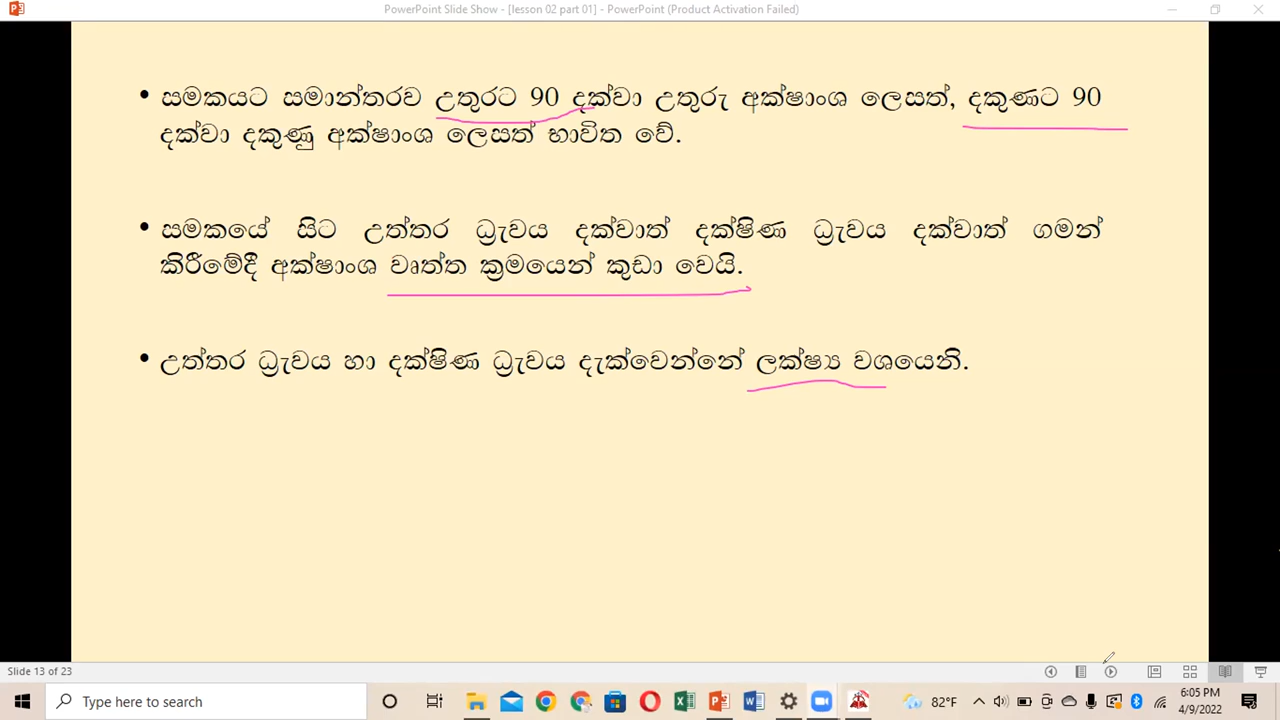 PowerPoint Slide Show - [lesson 02 part 01] - PowerPoint (Product Activation Failed)
• සමකයට සමාන්තරව උතුරට 90 දක්වා උතුරු අක්ෂාංශ ලෙසත්, දකුණට 90
දක්වා දකුණු අක්ෂාංශ ලෙසත් භාවිත වේ.
• සමකයේ සිට උත්තර ධ්‍රැවය දක්වාත් දක්ෂිණ ධ්‍රැවය දක්වාත් ගමන්
කිරීමේදී අක්ෂාංශ වෘත්ත ක්‍රමයෙන් කුඩා වෙයි.
• උත්තර ධ්‍රැවය හා දක්ෂිණ ධ්‍රැවය දැක්වෙන්නේ ලක්ෂ්‍ය වශයෙනි.
Slide 13 of 23
Type here to search
82°F
6:05 PM
4/9/2022